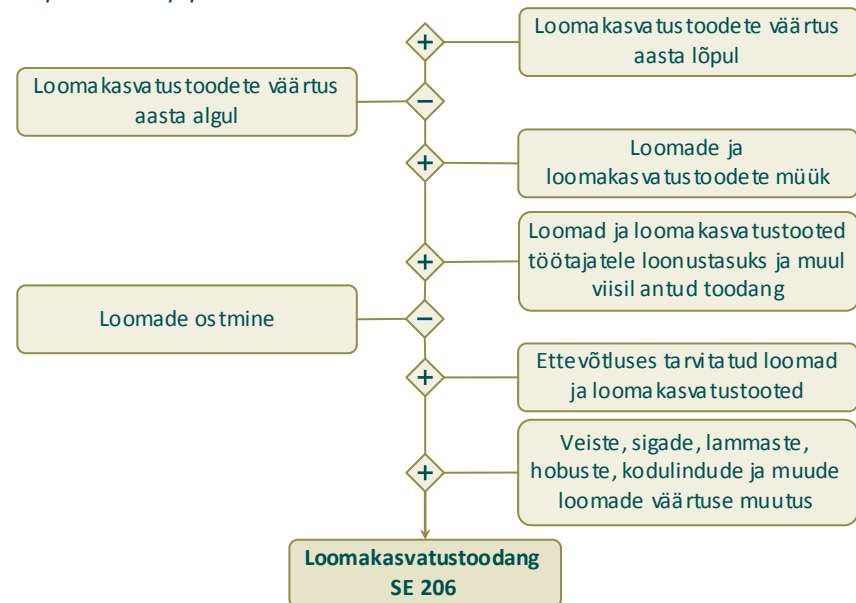 +
Loomakasvatustoodete väärtus
aasta lõpul
Loomakasvatustoodete väärtus
aasta algul
−
+
Loomade ja
loomakasvatustoodete müük
+
Loomad ja loomakasvatustooted
töötajatele loonustasuks ja muul
viisil antud toodang
Loomade ostmine
−
+
Ettevõtluses tarvitatud loomad
ja loomakasvatustooted
+
Veiste, sigade, lammaste,
hobuste, kodulindude ja muude
loomade väärtuse muutus
Loomakasvatustoodang
SE 206